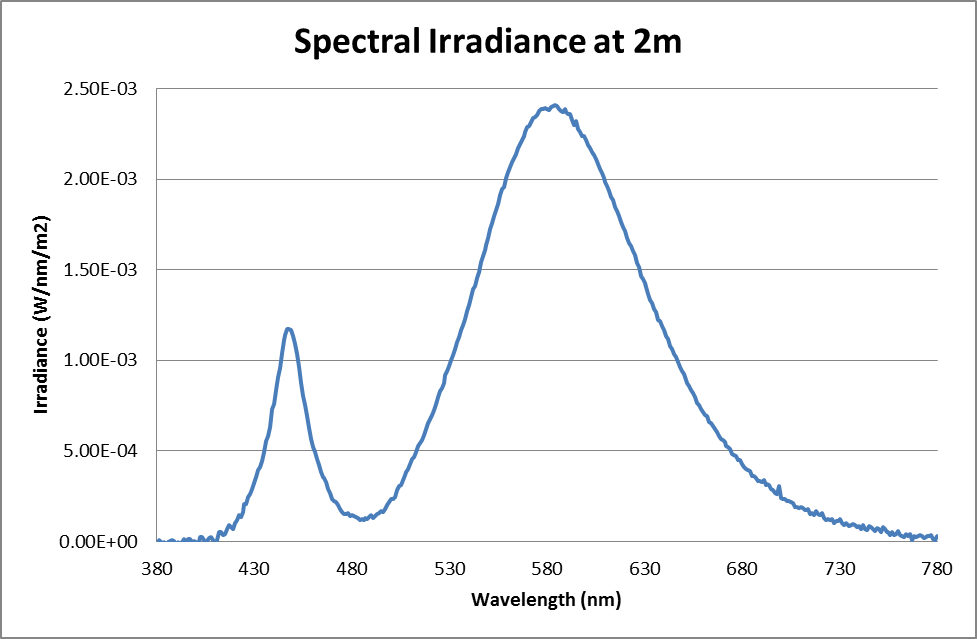 Spectral Irradiance at 2m
2.50E-03
2.00E-03
1.50E-03
1.00E-03
5.00E-04
0.00E+00
Irradiance (W/nm/m2)
380 430 480 530 580 630 680 730 780
Wavelength (nm)